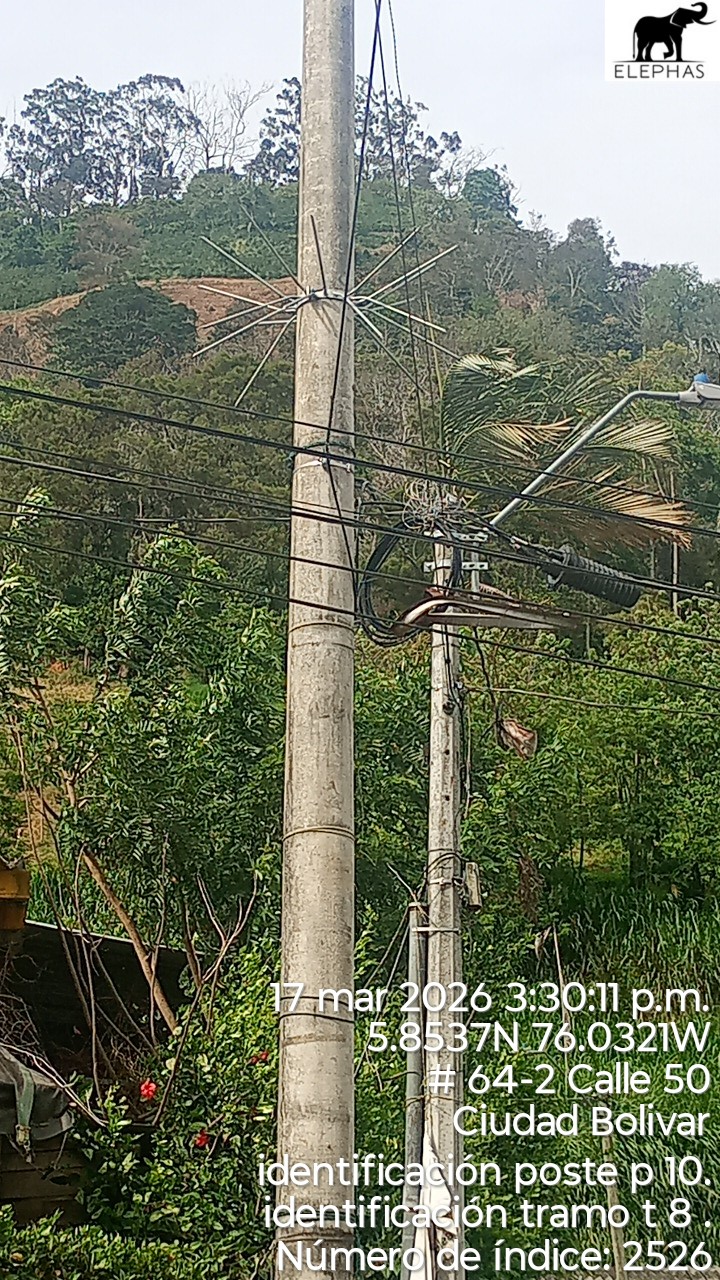 ELEPHAS
17 mar 2026 3:30:11 p.m.
5.8537N 76.0321W
# 64-2 Calle 50
Ciudad Bolivar
identificación poste p 10.
identificación tramo t 8 .
Número de índice: 2526